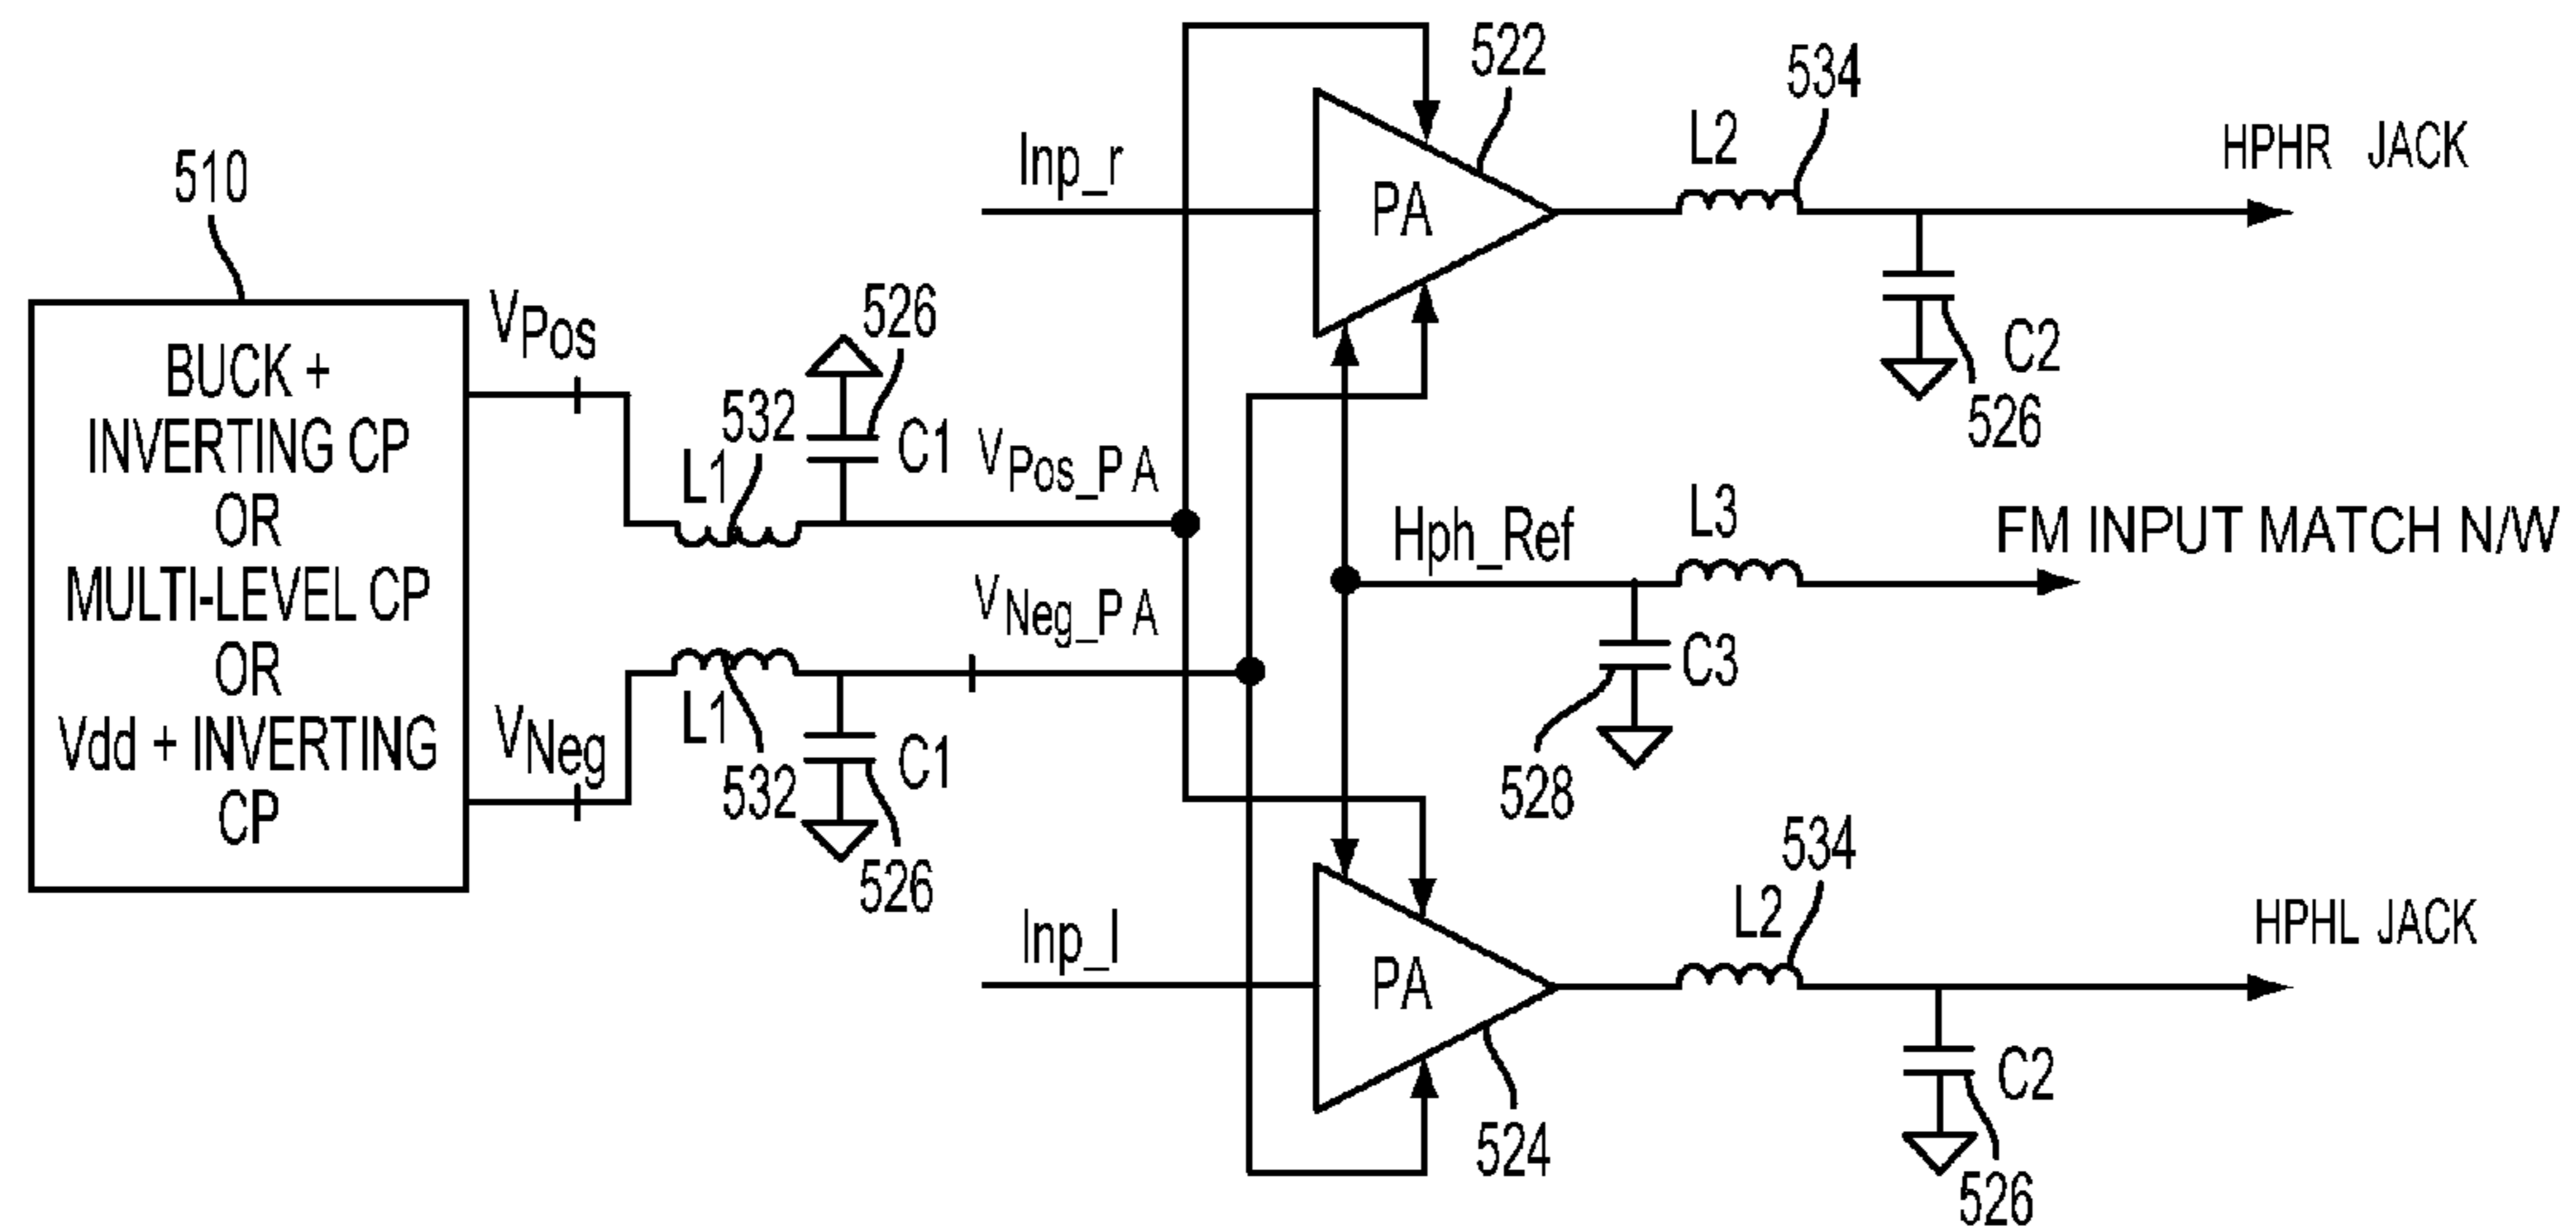 510
BUCK +
INVERTING CP
OR
MULTI-LEVEL CP
OR
Vdd + INVERTING
CP
VPos
VNeg
L1
532
526
C1
VPos_PA
L1
532
C1
526
VNeg_PA
Inp_r
PA
522
L2
534
HPHR JACK
C2
526
Hph_Ref
L3
FM INPUT MATCH N/W
C3
528
Inp_l
PA
524
L2
534
HPHL JACK
C2
526